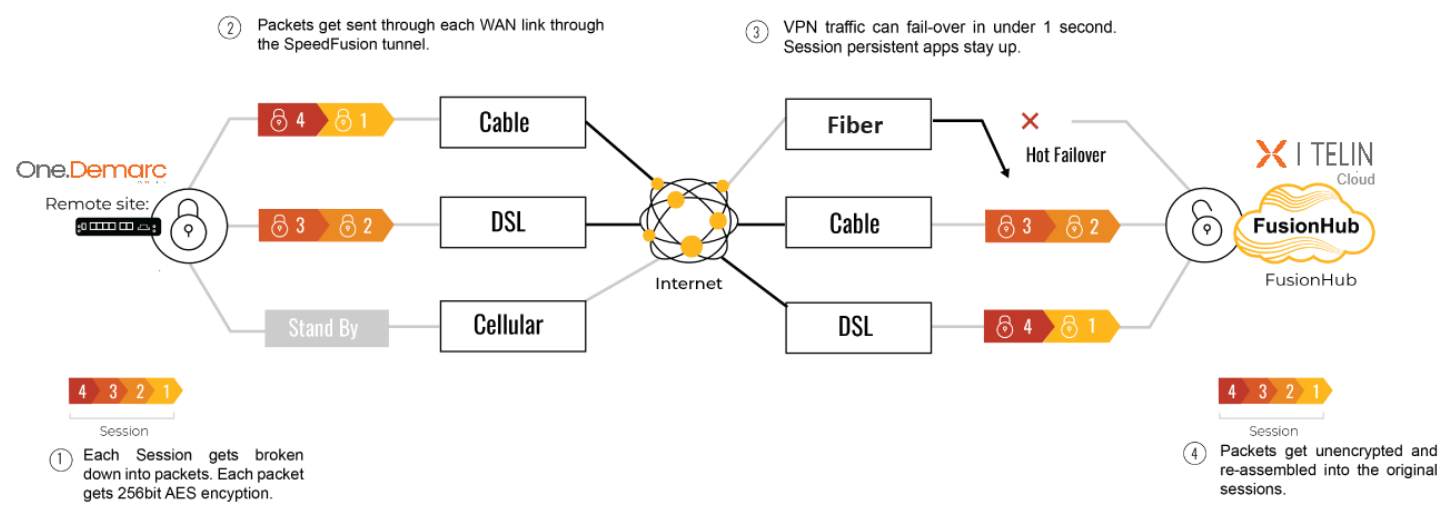 2 Packets get sent through each WAN link through
the SpeedFusion tunnel.
3 VPN traffic can fail-over in under 1 second.
Session persistent apps stay up.
4 1
Cable
Fiber
Hot Failover
One.Demarc
Remote site:
X I TELIN
Cloud
3 2
DSL
Internet
Cable
3 2
FusionHub
FusionHub
Stand By
Cellular
DSL
4 1
4 3 2 1
Session
4 3 2 1
Session
1 Each Session gets broken
down into packets. Each packet
gets 256bit AES encyption.
4 Packets get unencrypted and
re-assembled into the original
sessions.